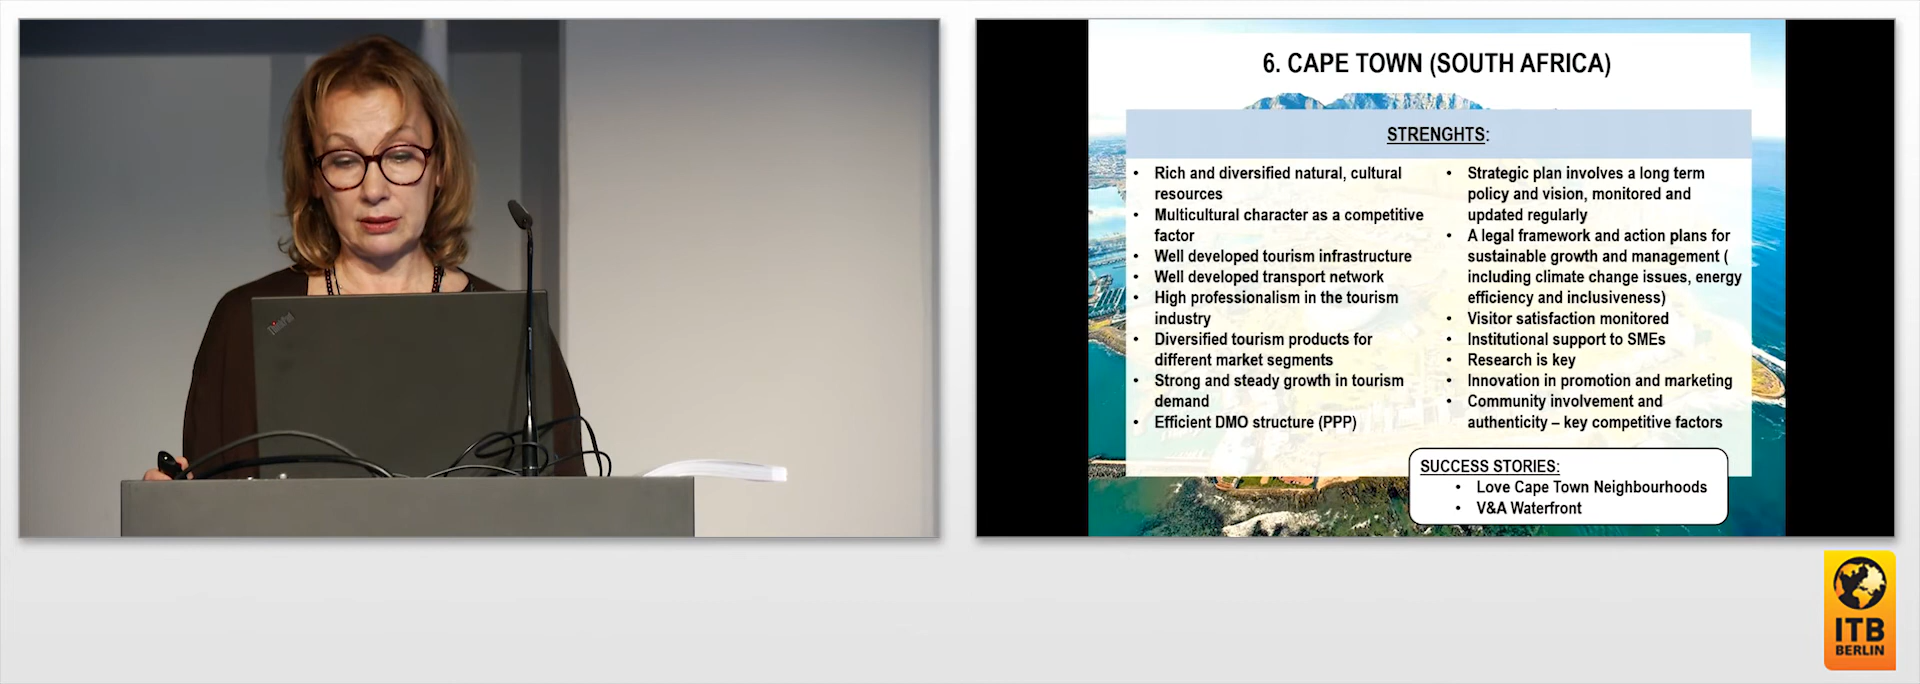 ThinkPad
6. CAPE TOWN (SOUTH AFRICA)
STRENGHTS:
• Rich and diversified natural, cultural
resources
• Multicultural character as a competitive
factor
• Well developed tourism infrastructure
• Well developed transport network
• High professionalism in the tourism
industry
• Diversified tourism products for
different market segments
• Strong and steady growth in tourism
demand
• Efficient DMO structure (PPP)
• Strategic plan involves a long term
policy and vision, monitored and
updated regularly
• A legal framework and action plans for
sustainable growth and management (
including climate change issues, energy
efficiency and inclusiveness)
• Visitor satisfaction monitored
• Institutional support to SMEs
• Research is key
• Innovation in promotion and marketing
• Community involvement and
authenticity – key competitive factors
SUCCESS STORIES:
• Love Cape Town Neighbourhoods
• V&A Waterfront
ITB
BERLIN